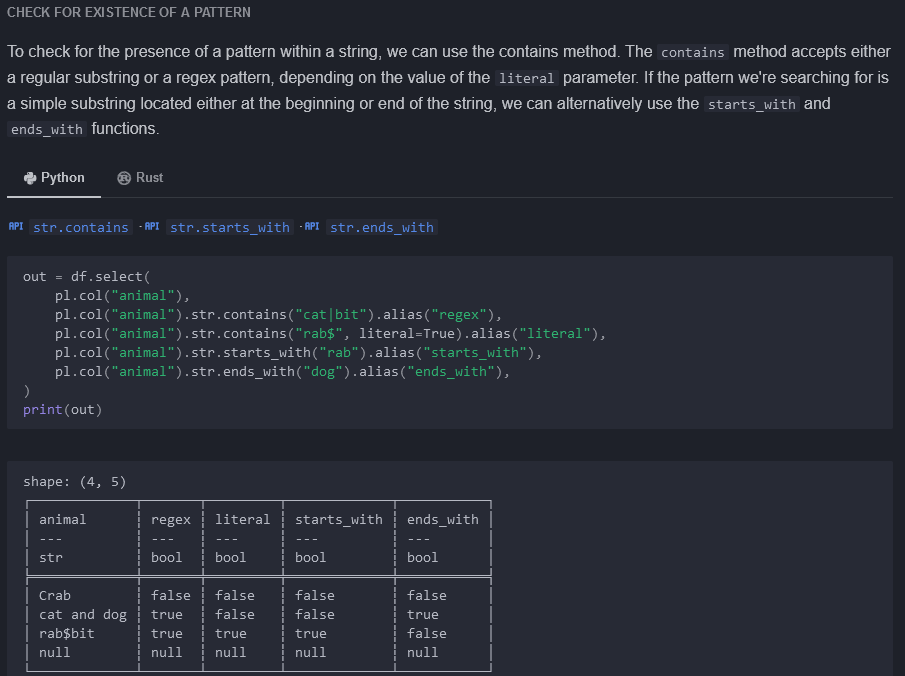 CHECK FOR EXISTENCE OF A PATTERN
To check for the presence of a pattern within a string, we can use the contains method. The contains method accepts either
a regular substring or a regex pattern, depending on the value of the literal parameter. If the pattern we're searching for is
a simple substring located either at the beginning or end of the string, we can alternatively use the starts_with and
ends_with functions.
Python Rust
API str.contains · API str.starts_with · API str.ends_with
out = df.select(
    pl.col("animal"),
    pl.col("animal").str.contains("cat|bit").alias("regex"),
    pl.col("animal").str.contains("rab$", literal=True).alias("literal"),
    pl.col("animal").str.starts_with("rab").alias("starts_with"),
    pl.col("animal").str.ends_with("dog").alias("ends_with"),
)
print(out)
shape: (4, 5)
animal regex literal starts_with ends_with
--- --- --- --- ---
str bool bool bool bool
Crab false false false false
cat and dog true false false true
rab$bit true true true false
null null null null null